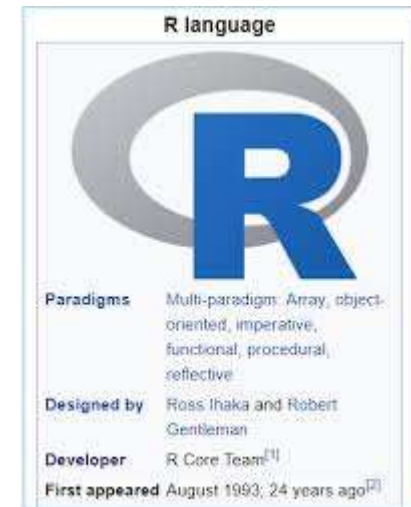 R language
R
Paradigms Multi-paradigm: Array, object-
oriented, imperative,
functional, procedural,
reflective
Designed by Ross Ihaka and Robert
Gentleman
Developer R Core Team[1]
First appeared August 1993; 24 years ago[2]